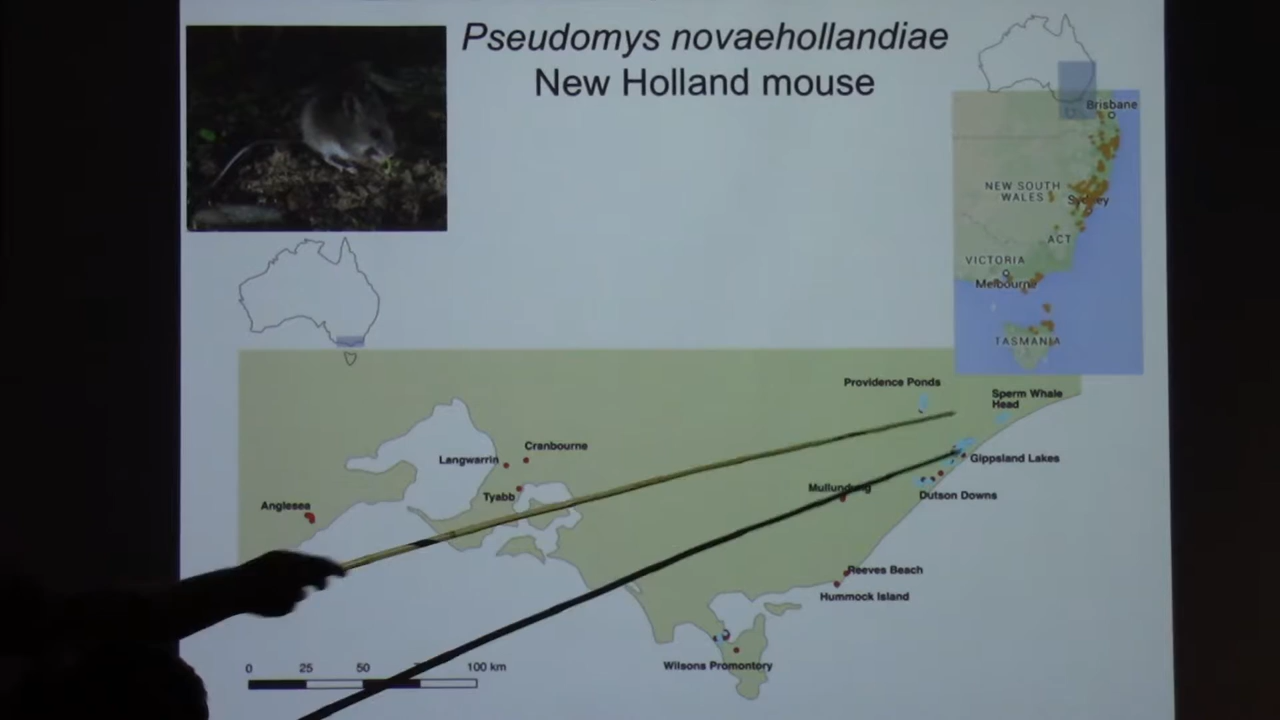 Pseudomys novaehollandiae
New Holland mouse
Brisbane
NEW SOUTH
WALES
Sydney
ACT
VICTORIA
Melbourne
TASMANIA
Providence Ponds
Sperm Whale
Head
Cranbourne
Langwarrin
Gippsland Lakes
Tyabb
Dutson Downs
Anglesea
Reeves Beach
Hummock Island
Wilsons Promontory
0 25 50 100 km